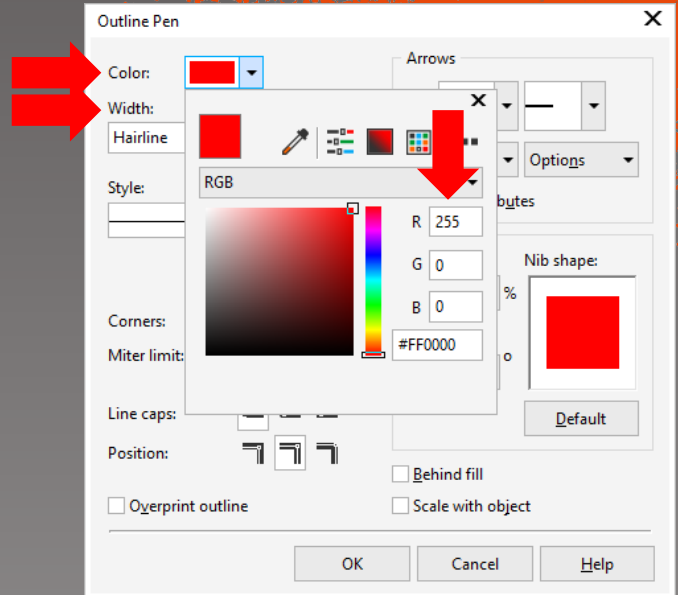 Outline Pen
Color:
Arrows
Width:
Hairline
RGB
Options
Style:
butes
R 255
G 0
B 0
#FF0000
Nib shape:
%
Corners:
Miter limit:
°
Line caps:
Default
Position:
Behind fill
Overprint outline
Scale with object
OK
Cancel
Help